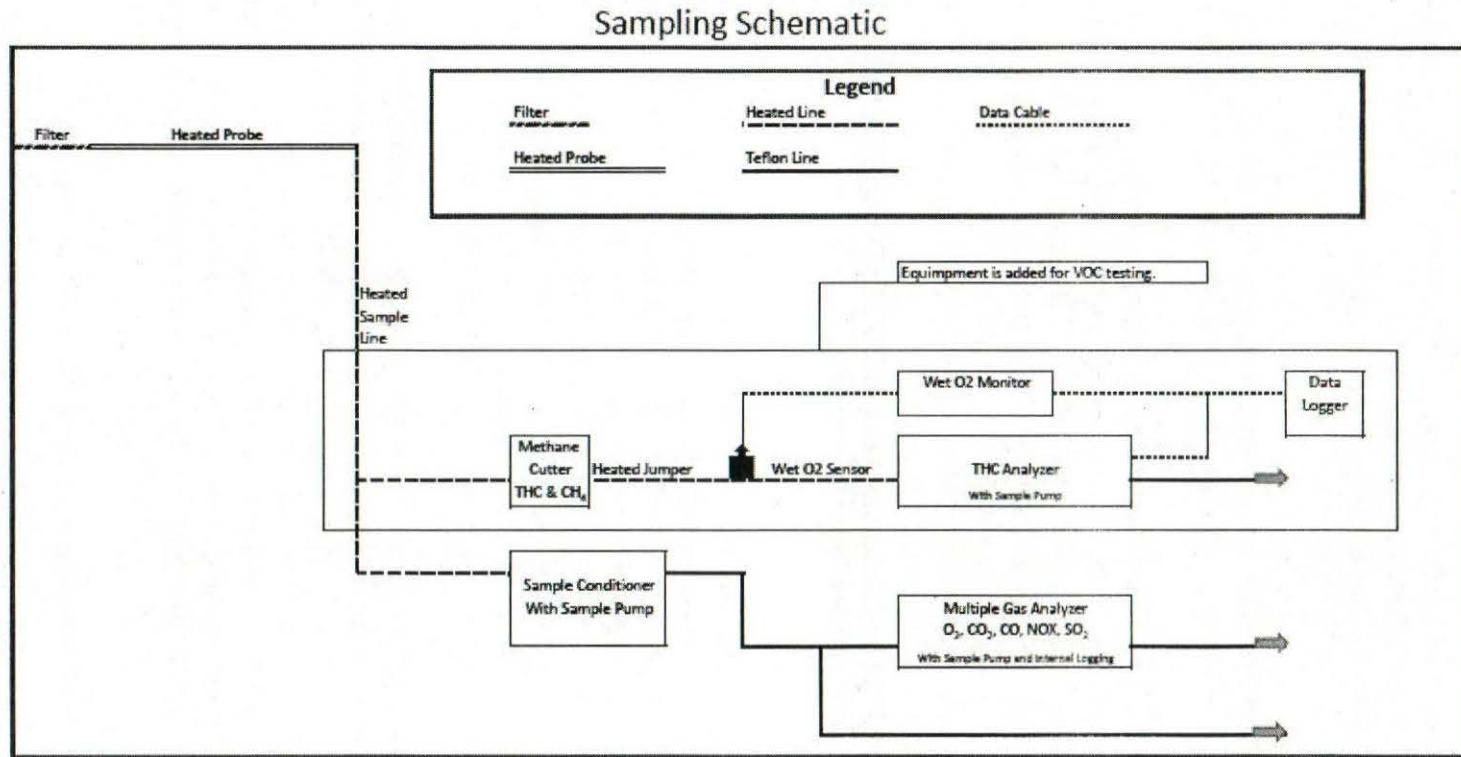 Sampling Schematic
Legend
Filter
Heated Line
Data Cable
Heated Probe
Teflon Line
Filter
Heated Probe
Equimpment is added for VOC testing.
Heated
Sample
Line
Wet O2 Monitor
Data
Logger
Methane
Cutter
THC & CH₄
Heated Jumper
Wet O2 Sensor
THC Analyzer
With Sample Pump
Sample Conditioner
With Sample Pump
Multiple Gas Analyzer
O₂, CO₂, CO, NOX, SO₂
With Sample Pump and Internal Logging